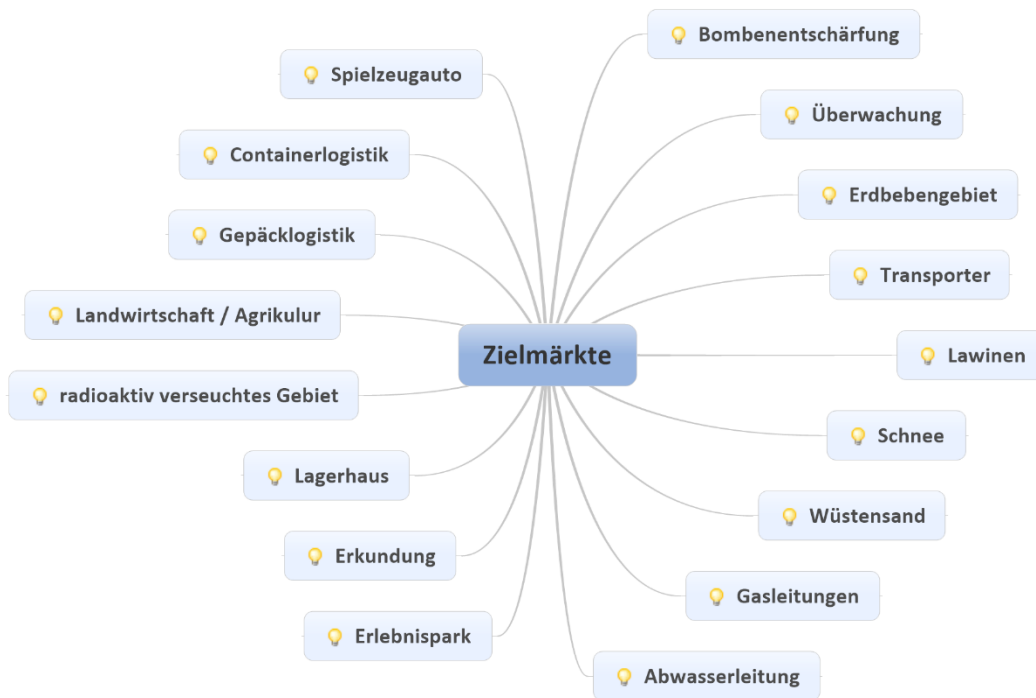 Bombenentschärfung
Spielzeugauto
Überwachung
Containerlogistik
Erdbebengebiet
Gepäcklogistik
Transporter
Landwirtschaft / Agrikulur
Zielmärkte
Lawinen
radioaktiv verseuchtes Gebiet
Schnee
Lagerhaus
Wüstensand
Erkundung
Gasleitungen
Erlebnispark
Abwasserleitung